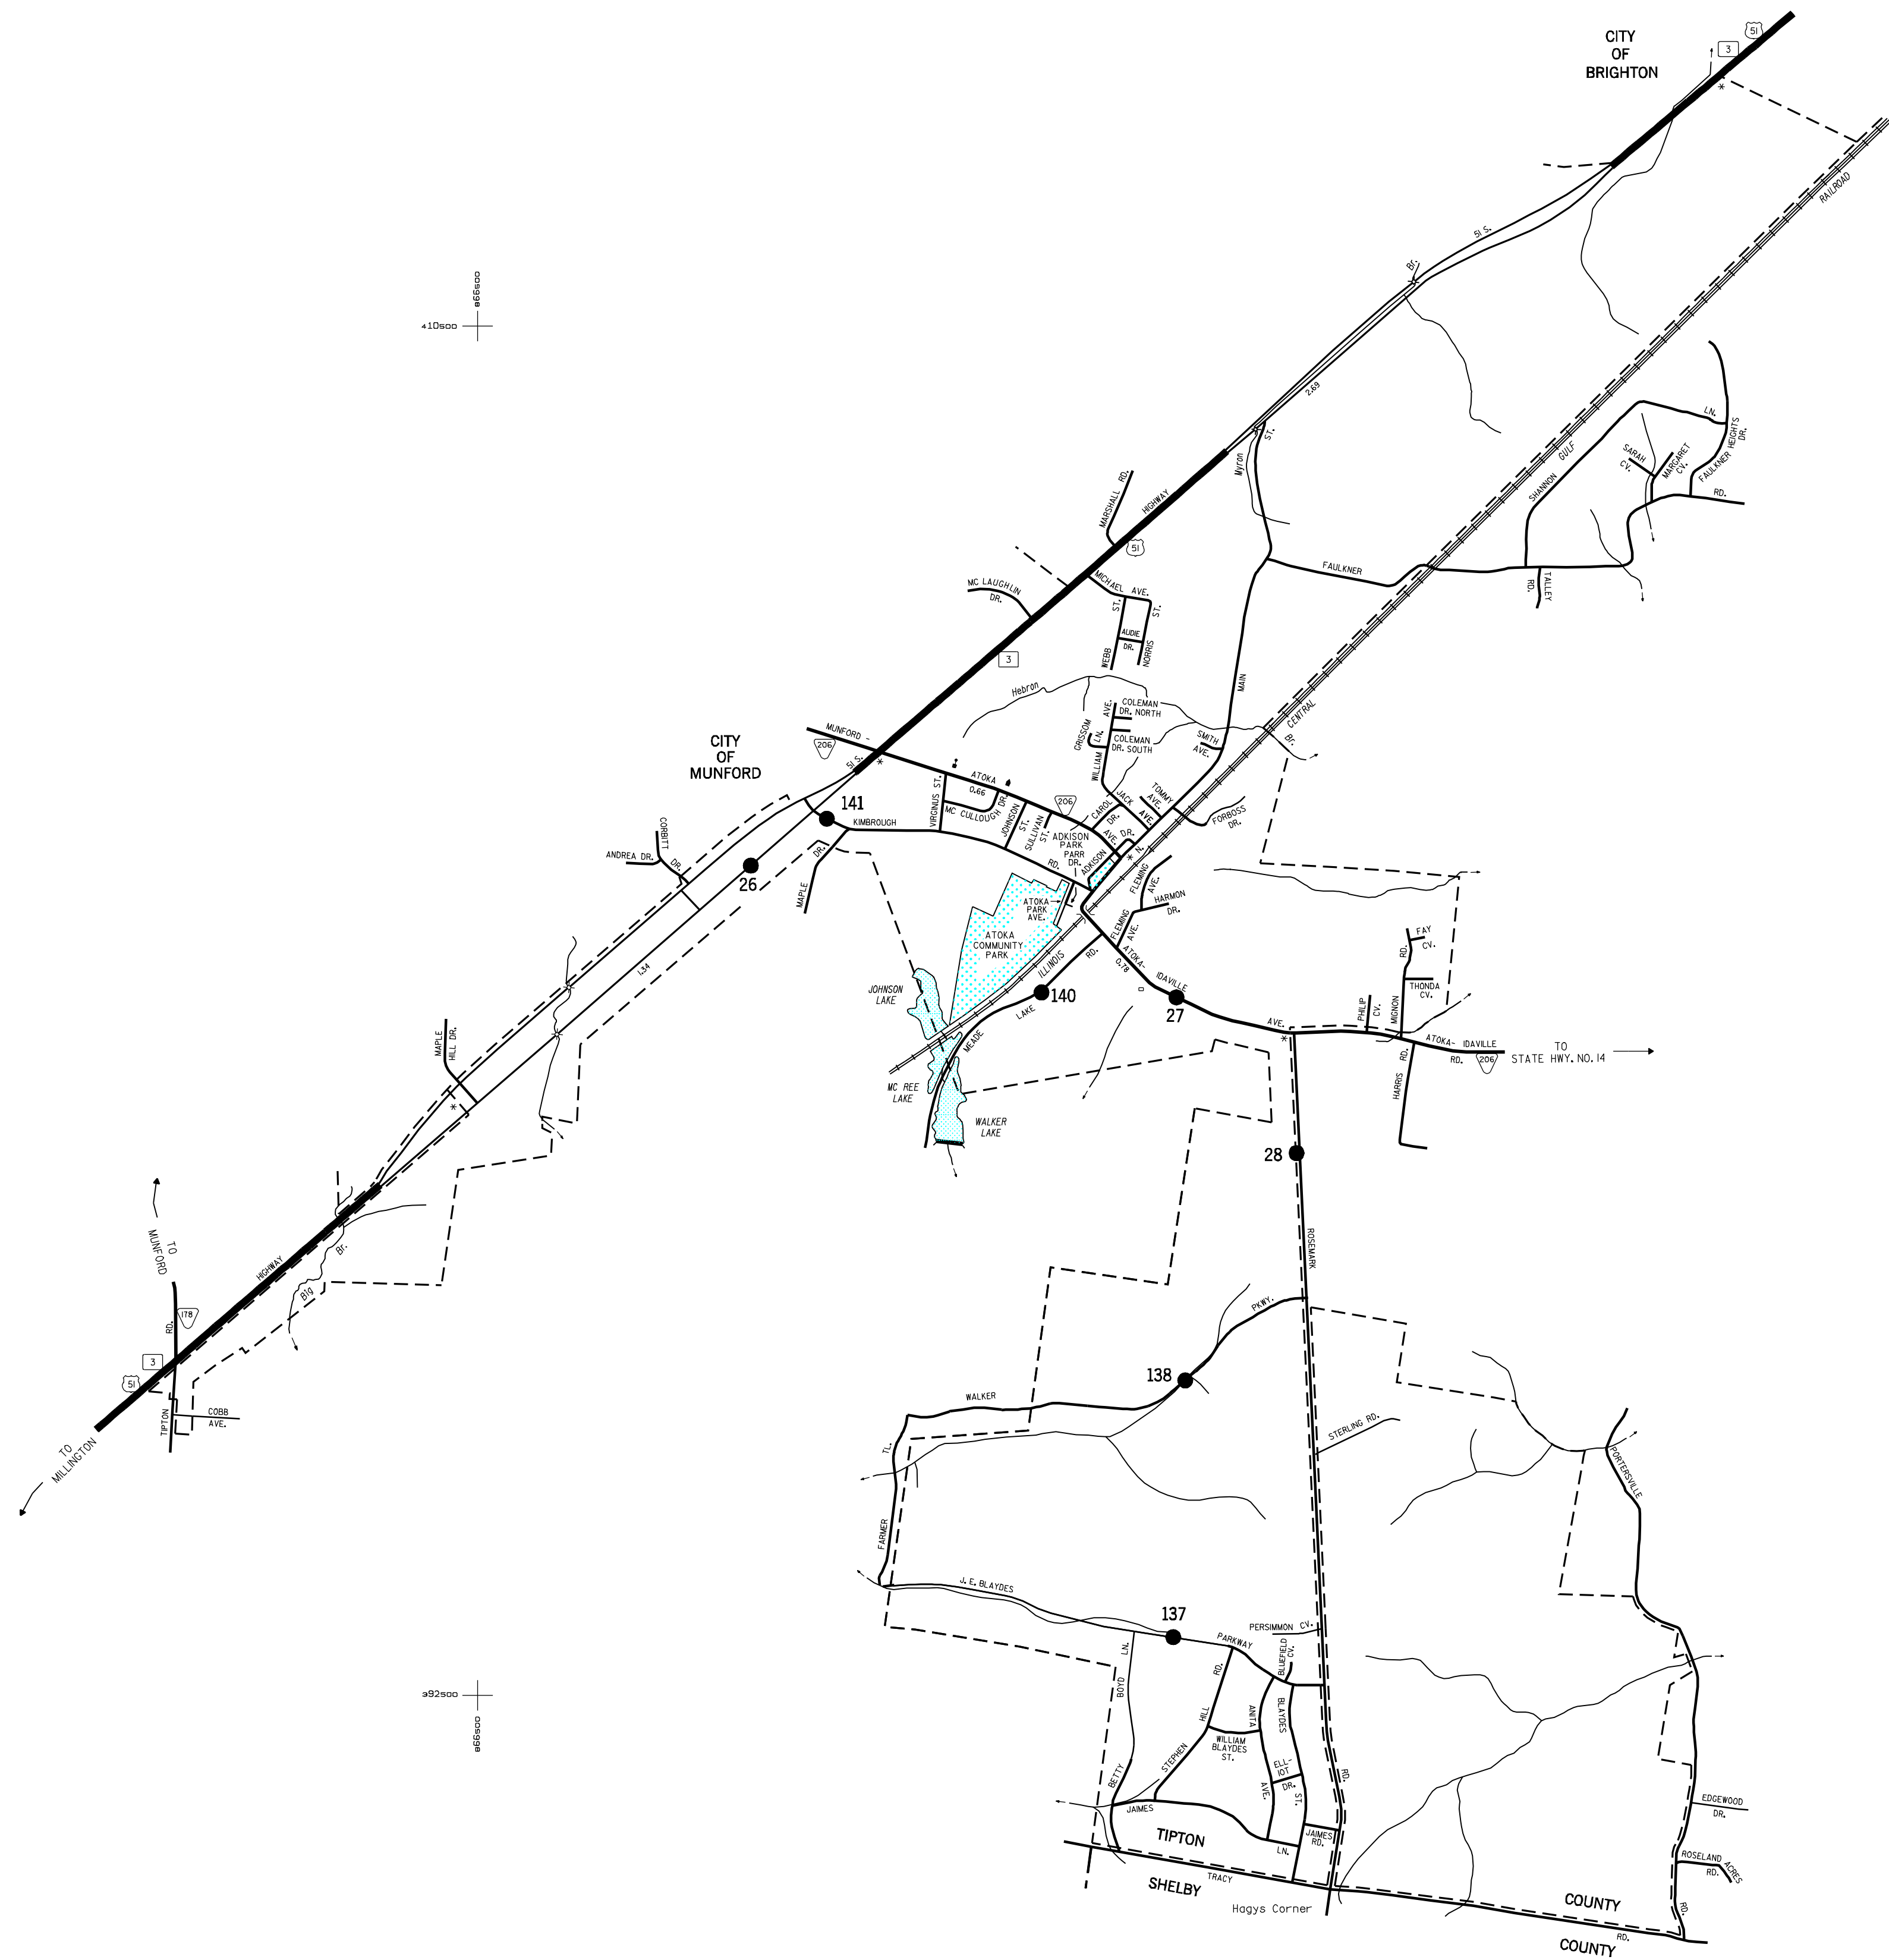 CITY
OF
BRIGHTON
51
3
RAILROAD
51 S.
Br.
866500
410500
2.69
ST.
Myron
LN.
FAULKNER HEIGHTS
DR.
SARAH
CV.
MARGARET
CV.
GULF
SHANNON
RD.
MARSHALL RD.
HIGHWAY
51
FAULKNER
TALLEY
RD.
MC LAUGHLIN
DR.
MICHAEL AVE.
ST.
ST.
AUDIE
DR.
WEBB
NORRIS
3
MAIN
Hebron
COLEMAN
DR. NORTH
AVE.
GRISSOM
LN.
COLEMAN
DR. SOUTH
WILLIAM
SMITH
AVE.
CENTRAL
Br.
MUNFORD -
206
CITY
OF
MUNFORD
51 S.
*
ATOKA
0.66
206
VIRGINUS ST.
MC CULLOUGH DR.
JOHNSON
ST.
SULLIVAN
ST.
CAROL
DR.
JACK
AVE.
TOMMY
AVE.
FORBOSS
DR.
141
KIMBROUGH
RD.
ADKISON
PARK
PARR
DR.
AVE.
DR.
ADKISON
* N.
CORBITT
DR.
ANDREA DR.
26
MAPLE
DR.
FLEMING
AVE.
HARMON
DR.
ATOKA
PARK
AVE.
FLEMING
AVE.
ATOKA
COMMUNITY
PARK
ILLINOIS
RD.
ATOKA-
0.78
IDAVILLE
27
AVE.
140
LAKE
MEADE
JOHNSON
LAKE
MC REE
LAKE
WALKER
LAKE
1.34
FAY
CV.
RD.
THONDA
CV.
PHILIP
CV.
MIGNON
ATOKA- IDAVILLE
RD.
206
TO
STATE HWY. NO. 14
HARRIS
RD.
*
28
MAPLE
HILL DR.
*
ROSEMARK
TO
MUNFORD
HIGHWAY
Br.
Big
178
RD.
3
51
TIPTON
COBB
AVE.
TO
MILLINGTON
PKWY.
138
WALKER
TL.
FARMER
STERLING RD.
PORTERSVILLE
J. E. BLAYDES
137
PARKWAY
PERSIMMON CV.
BLUEFIELD
CV.
LN.
BOYD
BETTY
RD.
HILL
STEPHEN
ANITA
AVE.
WILLIAM
BLAYDES
ST.
BLAYDES
ST.
ELL-
IOT
DR.
RD.
JAIMES
LN.
JAIMES
RD.
392500
866500
TIPTON
SHELBY
TRACY
Hagys Corner
EDGEWOOD
DR.
ROSELAND ACRES
RD.
RD.
COUNTY
RD.
COUNTY